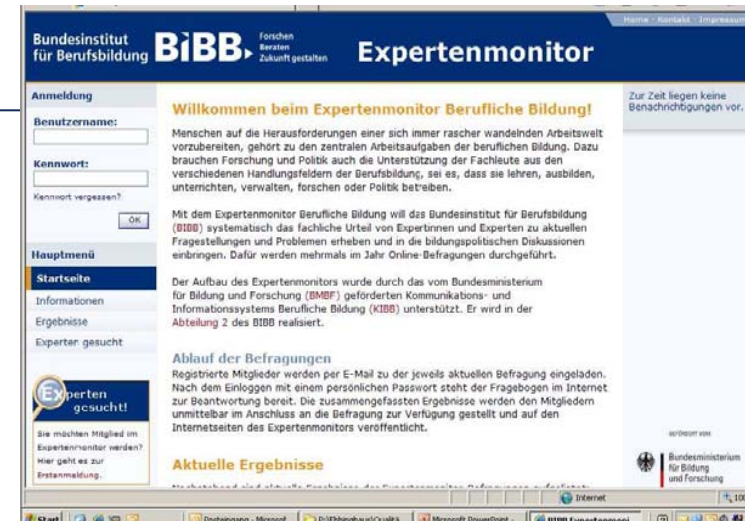 Home - Kontakt - Impressum
Bundesinstitut
für Berufsbildung
BiBB
Forschen
Beraten
Zukunft gestalten
Expertenmonitor
Anmeldung
Benutzername:
Kennwort:
Kennwort vergessen?
OK
Hauptmenü
Startseite
Informationen
Ergebnisse
Experten gesucht
Experten
gesucht!
Sie möchten Mitglied im
Expertenmonitor werden?
Hier geht es zur
Erstanmeldung.
Willkommen beim Expertenmonitor Berufliche Bildung!
Menschen auf die Herausforderungen einer sich immer rascher wandelnden Arbeitswelt
vorzubereiten, gehört zu den zentralen Arbeitsaufgaben der beruflichen Bildung. Dazu
brauchen Forschung und Politik auch die Unterstützung der Fachleute aus den
verschiedenen Handlungsfeldern der Berufsbildung, sei es, dass sie lehren, ausbilden,
unterrichten, verwalten, forschen oder Politik betreiben.
Mit dem Expertenmonitor Berufliche Bildung will das Bundesinstitut für Berufsbildung
(BIBB) systematisch das fachliche Urteil von Expertinnen und Experten zu aktuellen
Fragestellungen und Problemen erheben und in die bildungspolitischen Diskussionen
einbringen. Dafür werden mehrmals im Jahr Online-Befragungen durchgeführt.
Der Aufbau des Expertenmonitors wurde durch das vom Bundesministerium
für Bildung und Forschung (BMBF) geförderten Kommunikations- und
Informationssystems Berufliche Bildung (KIBB) unterstützt. Er wird in der
Abteilung 2 des BIBB realisiert.
Ablauf der Befragungen
Registrierte Mitglieder werden per E-Mail zu der jeweils aktuellen Befragung eingeladen.
Nach dem Einloggen mit einem persönlichen Passwort steht der Fragebogen im Internet
zur Beantwortung bereit. Die zusammengefassten Ergebnisse werden den Mitgliedern
unmittelbar im Anschluss an die Befragung zur Verfügung gestellt und auf den
Internetseiten des Expertenmonitors veröffentlicht.
Aktuelle Ergebnisse
Zur Zeit liegen keine
Benachrichtigungen vor.
GEFÖRDERT VOM
Bundesministerium
für Bildung
und Forschung
Internet
Start
Posteingang - Microsof
Microsoft PowerPoint -